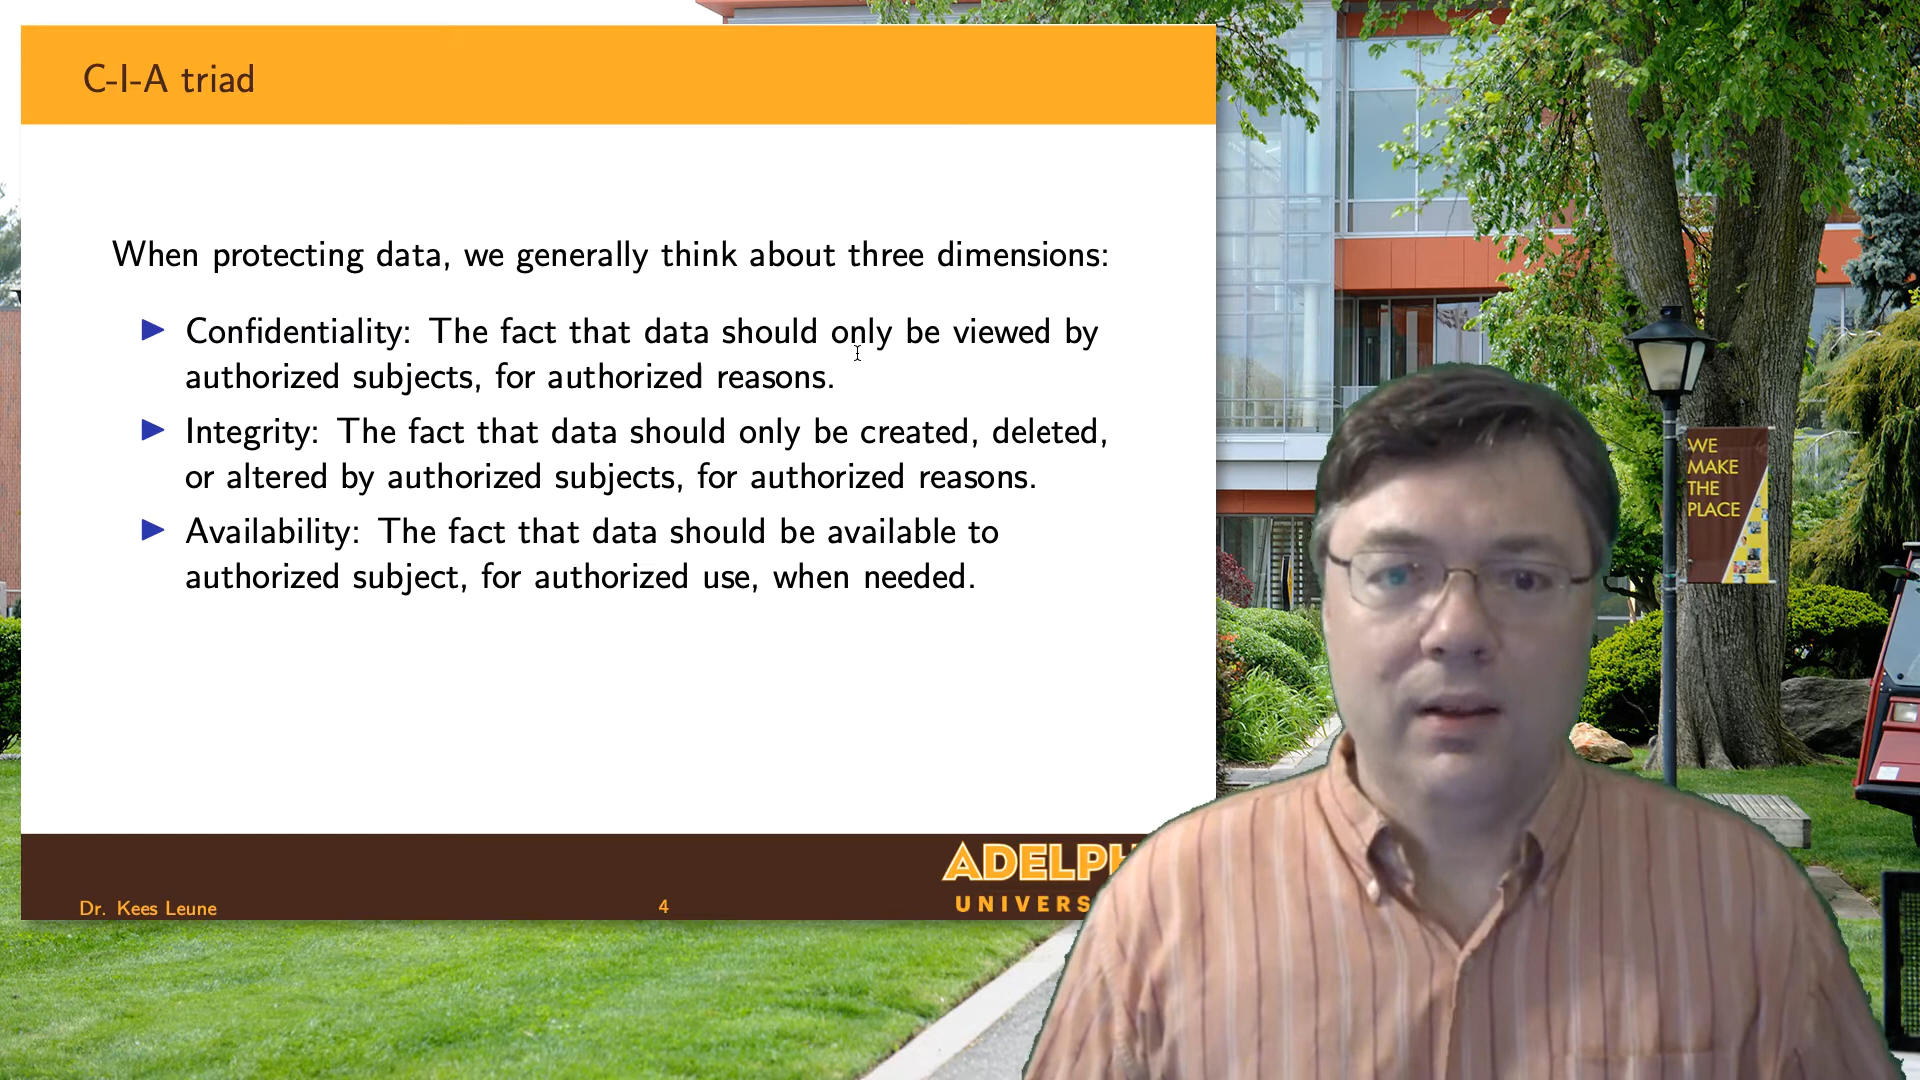 C-I-A triad
When protecting data, we generally think about three dimensions:
Confidentiality: The fact that data should only be viewed by
authorized subjects, for authorized reasons.
Integrity: The fact that data should only be created, deleted,
or altered by authorized subjects, for authorized reasons.
Availability: The fact that data should be available to
authorized subject, for authorized use, when needed.
Dr. Kees Leune
4
ADELPH
UNIVERS
WE
MAKE
THE
PLACE